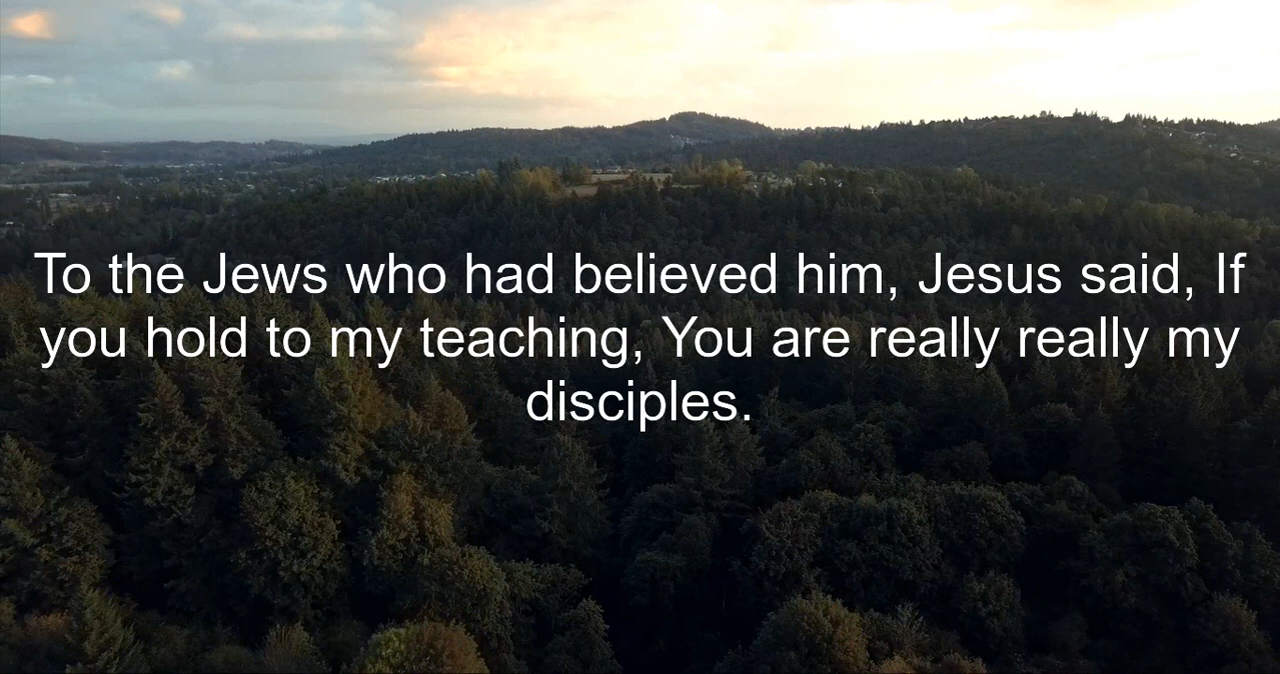 To the Jews who had believed him, Jesus said, If
you hold to my teaching, You are really really my
disciples.